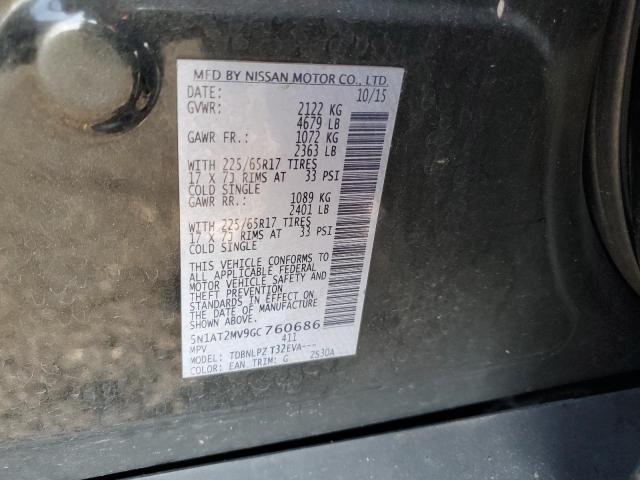 MFD BY NISSAN MOTOR CO., LTD.
DATE: 10/15
GVWR: 2122 KG
4679 LB
GAWR FR.: 1072 KG
2363 LB
WITH 225/65R17 TIRES
17 X 7J RIMS AT 33 PSI
COLD SINGLE
GAWR RR.: 1089 KG
2401 LB
WITH 225/65R17 TIRES
17 X 7J RIMS AT 33 PSI
COLD SINGLE
THIS VEHICLE CONFORMS TO
ALL APPLICABLE FEDERAL
MOTOR VEHICLE SAFETY AND
THEFT PREVENTION
STANDARDS IN EFFECT ON
THE DATE OF MANUFACTURE
SHOWN ABOVE.
5N1AT2MV9GC760686
MPV 411
MODEL: TDBNLPZ T32EVA---
COLOR: EAN TRIM: G 2S30A